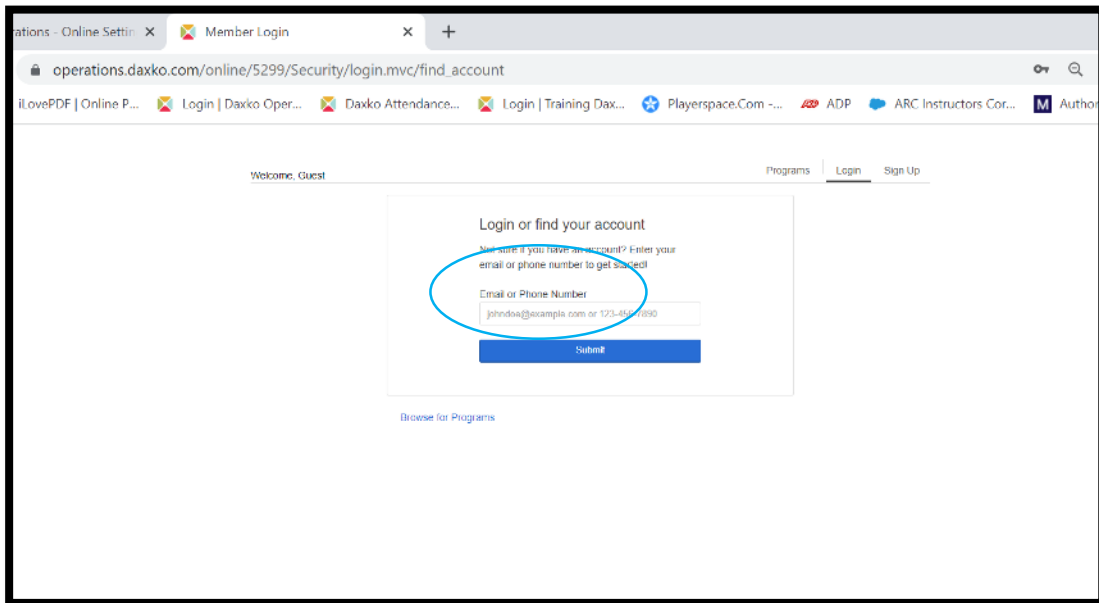 rations - Online Settin Member Login
operations.daxko.com/online/5299/Security/login.mvc/find_account
iLovePDF | Online P... Login | Daxko Oper... Daxko Attendance... Login | Training Dax... Playerspace.Com -... ADP ARC Instructors Cor... M Author
Welcome, Guest Programs Login Sign Up
Login or find your account
Not sure if you have an account? Enter your
email or phone number to get started!
Email or Phone Number
johndoe@example.com or 123-456-7890
Submit
Browse for Programs